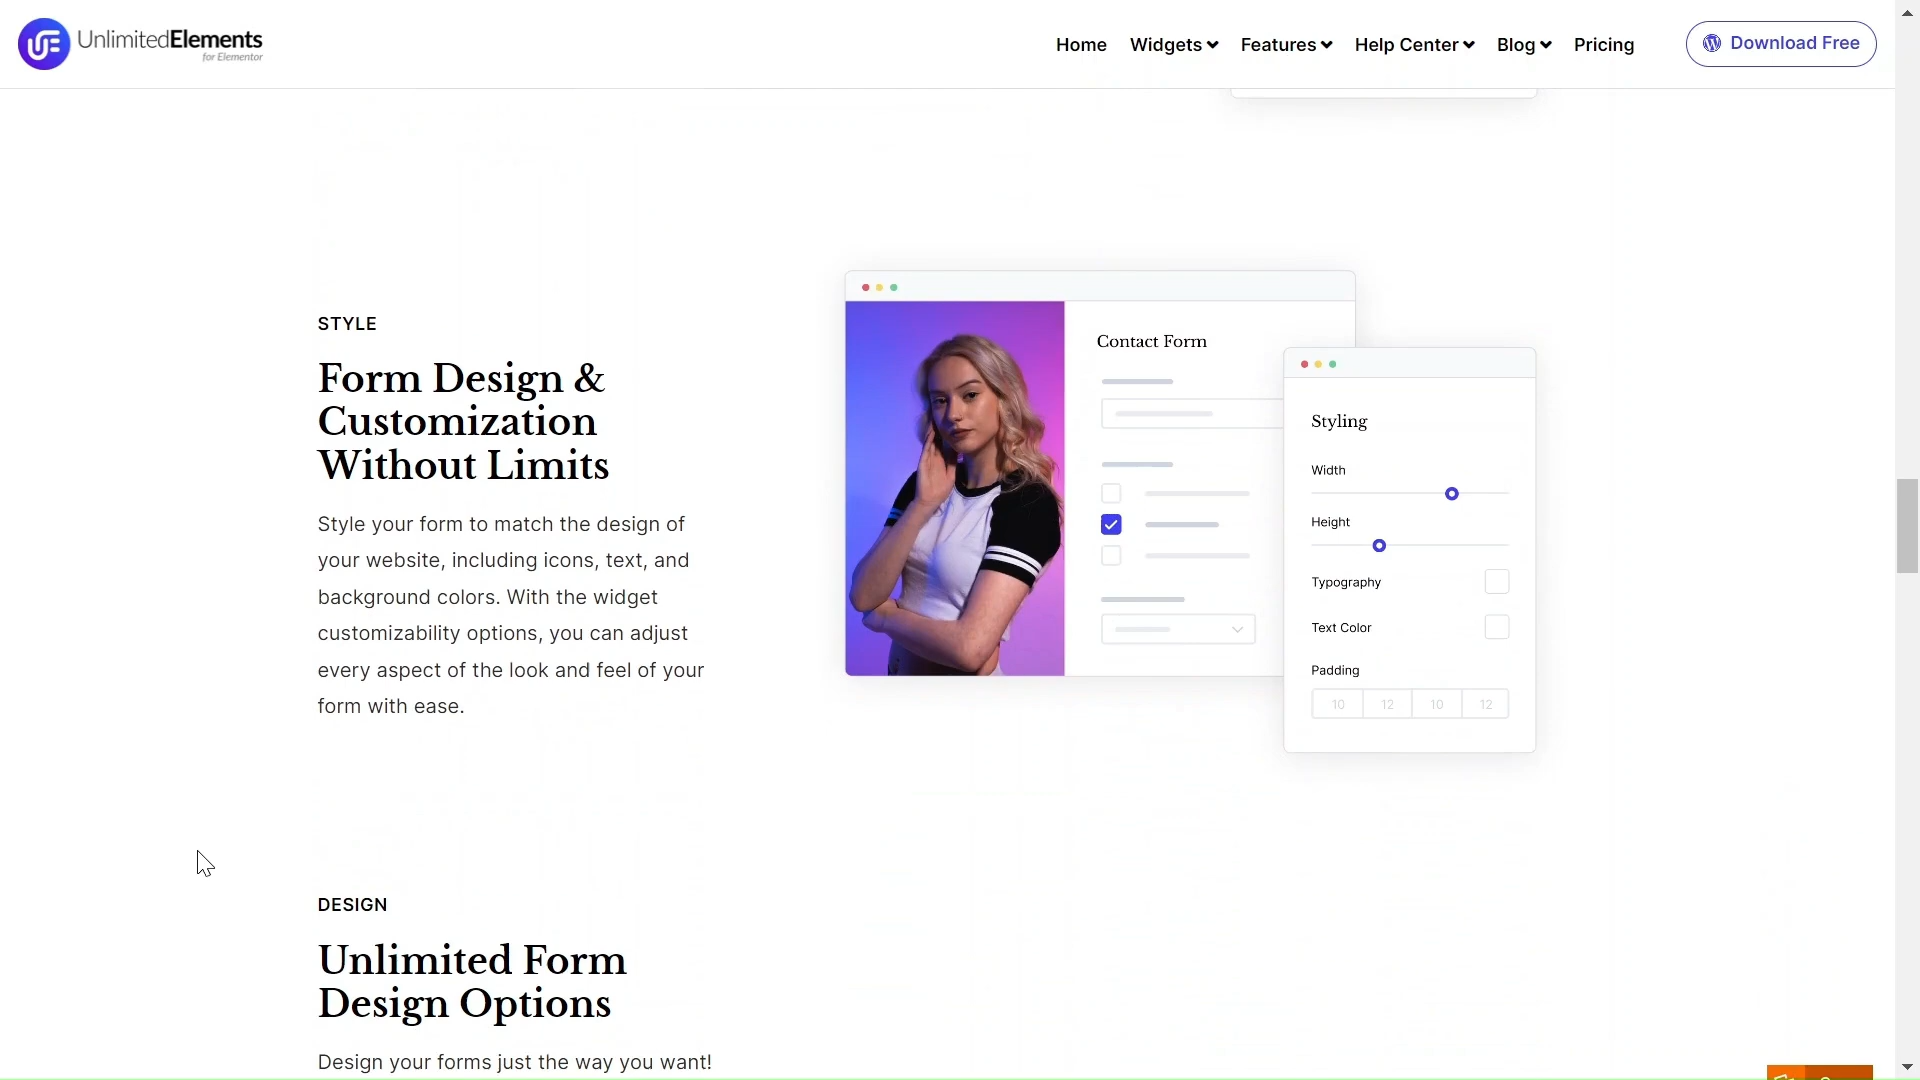 UnlimitedElements
for Elementor
Home Widgets Features Help Center Blog Pricing Download Free
STYLE
Form Design &
Customization
Without Limits
Style your form to match the design of
your website, including icons, text, and
background colors. With the widget
customizability options, you can adjust
every aspect of the look and feel of your
form with ease.
Contact Form
Styling
Width
Height
Typography
Text Color
Padding
10 12 10 12
DESIGN
Unlimited Form
Design Options
Design your forms just the way you want!